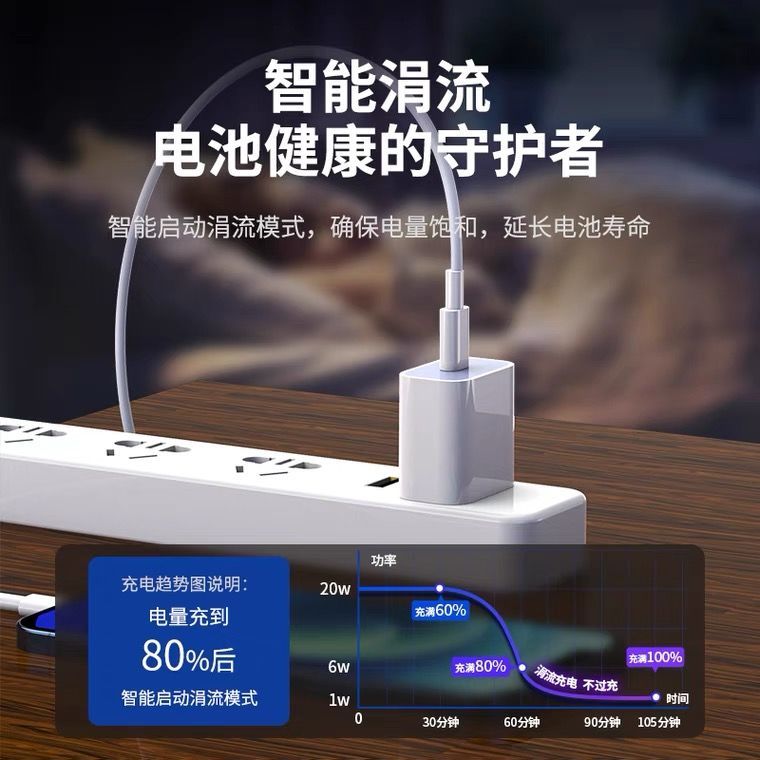 智能涓流
电池健康的守护者
智能启动涓流模式，确保电量饱和，延长电池寿命
充电趋势图说明：
电量充到
80%后
智能启动涓流模式
功率
20w
充满60%
6w
充满80%
涓流充电 不过充
充满100%
1w
时间
0
30分钟
60分钟
90分钟
105分钟